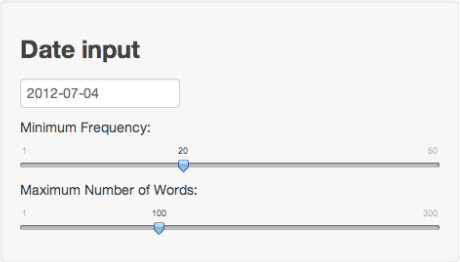 Date input
2012-07-04
Minimum Frequency:
1 20 50
Maximum Number of Words:
1 100 300